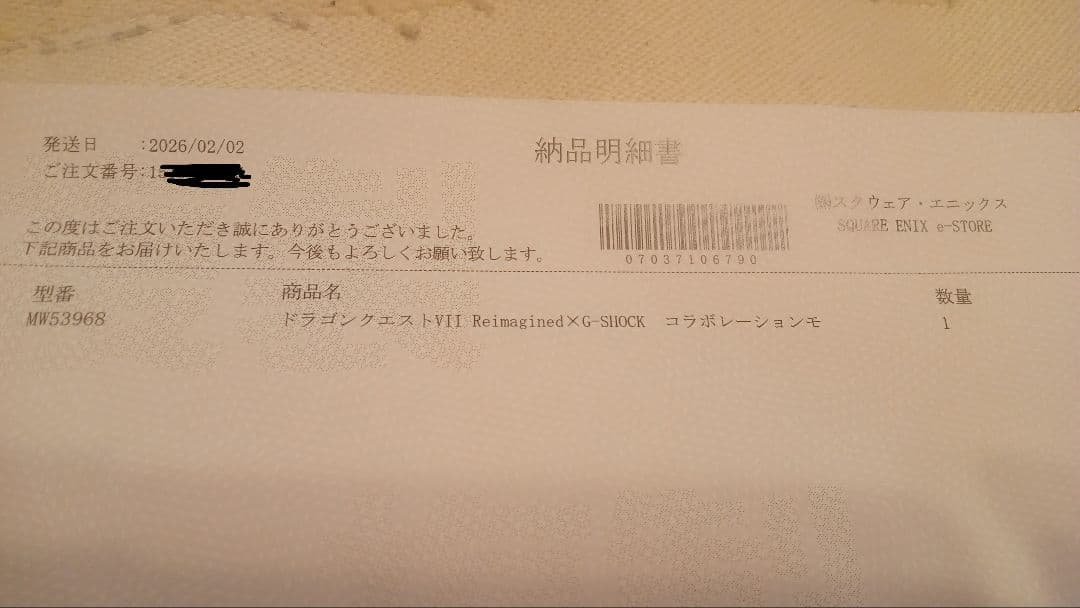 発送日 :2026/02/02
納品明細書
ご注文番号:1
㈱スクウェア・エニックス
SQUARE ENIX e-STORE
この度はご注文いただき誠にありがとうございました。
下記商品をお届けいたします。今後もよろしくお願い致します。
07037106790
型番 商品名 数量
MW53968 ドラゴンクエストVII Reimagined×G-SHOCK コラボレーションモ 1